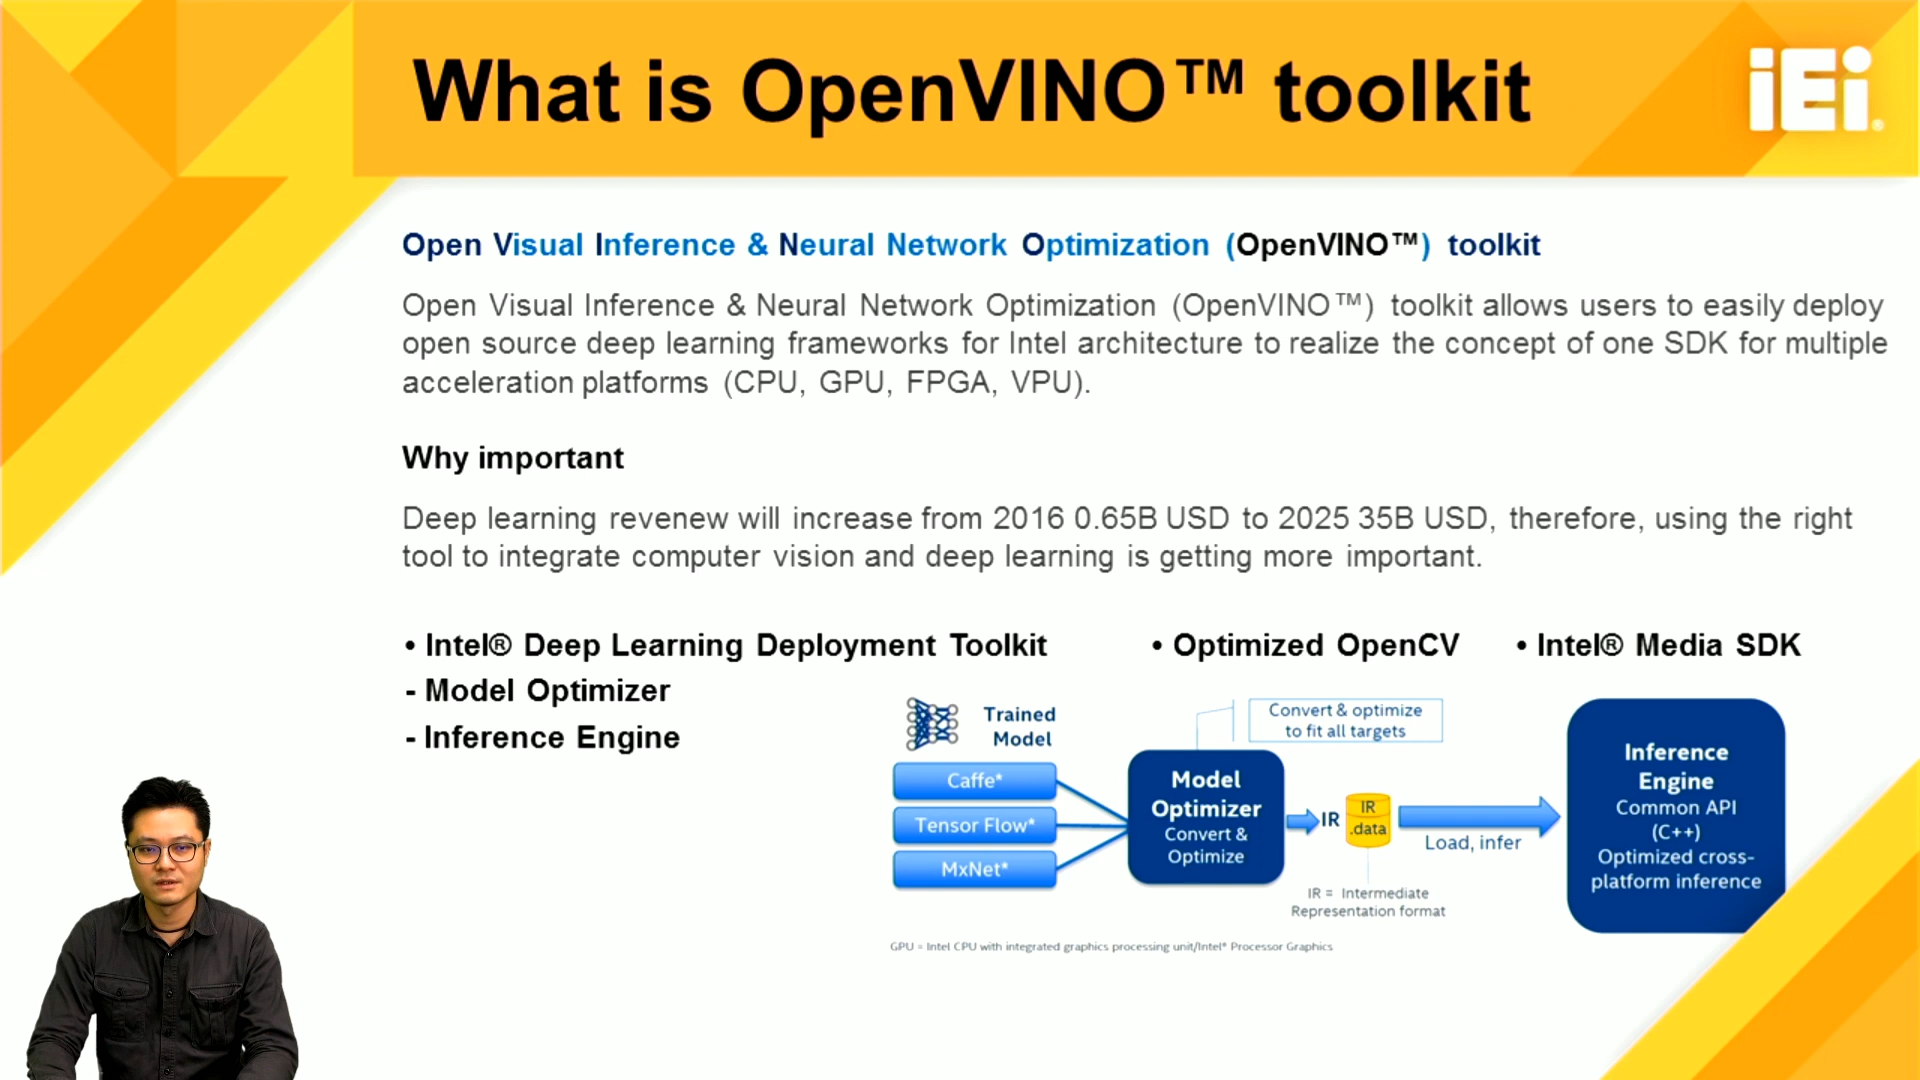 What is OpenVINO™ toolkit
iEi®
Open Visual Inference & Neural Network Optimization (OpenVINO™) toolkit
Open Visual Inference & Neural Network Optimization (OpenVINO™) toolkit allows users to easily deploy
open source deep learning frameworks for Intel architecture to realize the concept of one SDK for multiple
acceleration platforms (CPU, GPU, FPGA, VPU).
Why important
Deep learning revenew will increase from 2016 0.65B USD to 2025 35B USD, therefore, using the right
tool to integrate computer vision and deep learning is getting more important.
• Intel® Deep Learning Deployment Toolkit
- Model Optimizer
- Inference Engine
• Optimized OpenCV
• Intel® Media SDK
Trained
Model
Caffe*
Tensor Flow*
MxNet*
Convert & optimize
to fit all targets
Model
Optimizer
Convert &
Optimize
IR
IR
.data
IR = Intermediate
Representation format
Load, infer
Inference
Engine
Common API
(C++)
Optimized cross-
platform inference
GPU = Intel CPU with integrated graphics processing unit/Intel® Processor Graphics